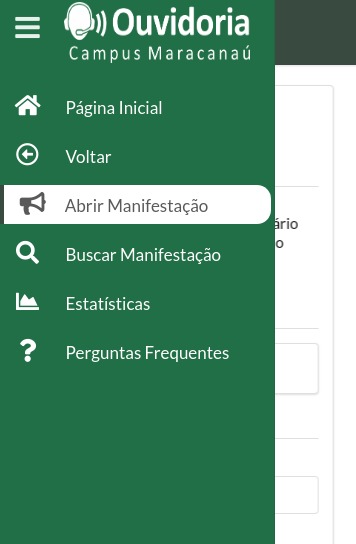 Ouvidoria
Campus Maracanaú
Página Inicial
Voltar
Abrir Manifestação
Buscar Manifestação
Estatísticas
Perguntas Frequentes